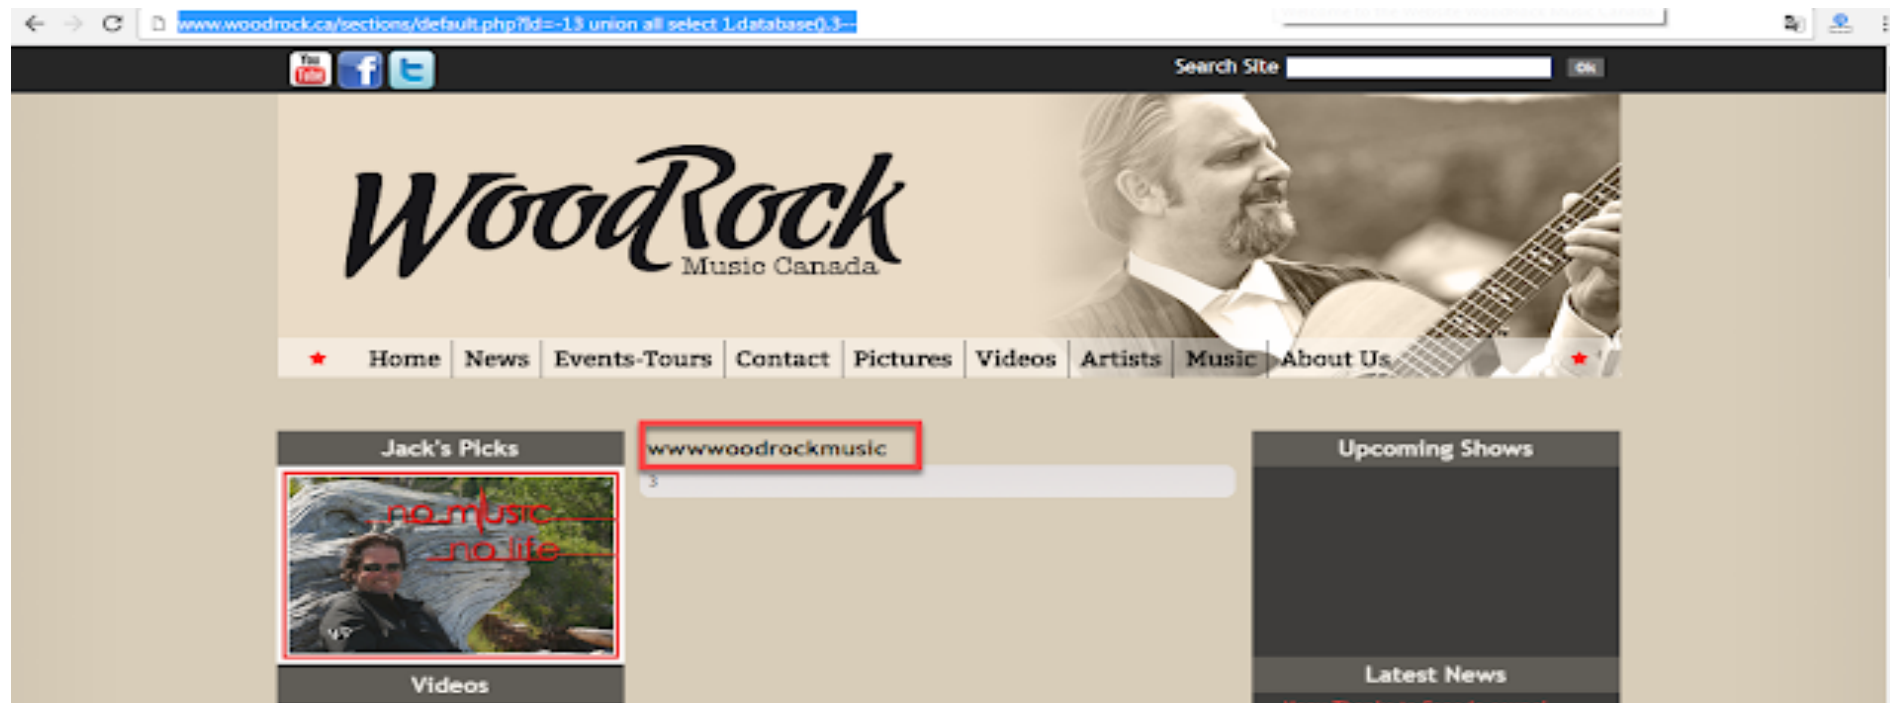 www.woodrock.ca/sections/default.php?id=-13 union all select 1,database(),3--
You
Tube
f t
Search Site Ok
WoodRock
Music Canada
Home News Events-Tours Contact Pictures Videos Artists Music About Us
Jack's Picks
no music
no life
Videos
wwwwoodrockmusic
3
Upcoming Shows
Latest News